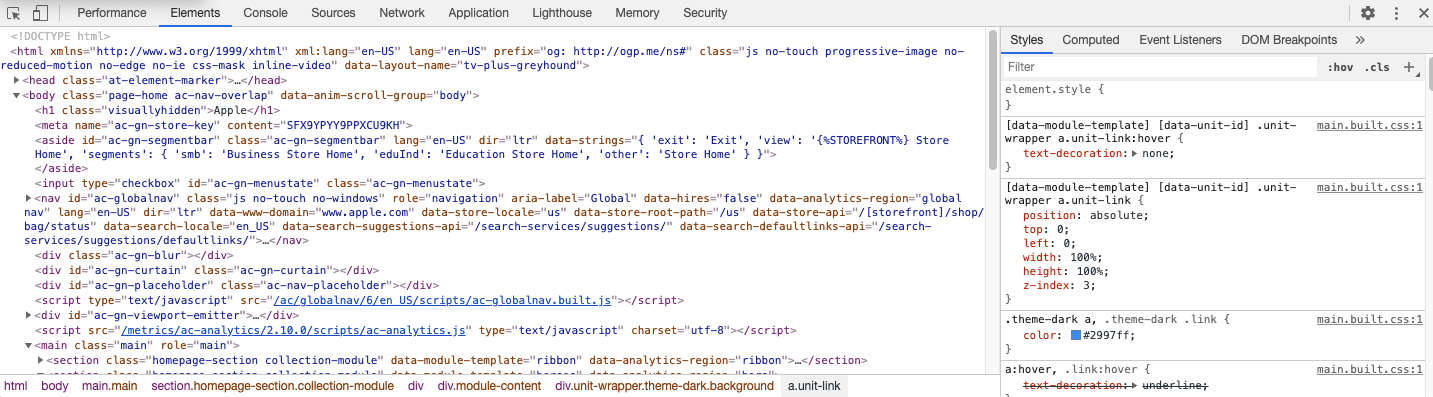 Performance Elements Console Sources Network Application Lighthouse Memory Security
<!DOCTYPE html>
<html xmlns="http://www.w3.org/1999/xhtml" xml:lang="en-US" lang="en-US" prefix="og: http://ogp.me/ns#" class="js no-touch progressive-image no-
reduced-motion no-edge no-ie css-mask inline-video" data-layout-name="tv-plus-greyhound">
<head class="at-element-marker">…</head>
<body class="page-home ac-nav-overlap" data-anim-scroll-group="body">
<h1 class="visuallyhidden">Apple</h1>
<meta name="ac-gn-store-key" content="SFX9YPYY9PPXCU9KH">
<aside id="ac-gn-segmentbar" class="ac-gn-segmentbar" lang="en-US" dir="ltr" data-strings="{ 'exit': 'Exit', 'view': '{%STOREFRONT%} Store
Home', 'segments': { 'smb': 'Business Store Home', 'eduInd': 'Education Store Home', 'other': 'Store Home' } }">
</aside>
<input type="checkbox" id="ac-gn-menustate" class="ac-gn-menustate">
<nav id="ac-globalnav" class="js no-touch no-windows" role="navigation" aria-label="Global" data-hires="false" data-analytics-region="global
nav" lang="en-US" dir="ltr" data-www-domain="www.apple.com" data-store-locale="us" data-store-root-path="/us" data-store-api="/[storefront]/shop/
bag/status" data-search-locale="en_US" data-search-suggestions-api="/search-services/suggestions/" data-search-defaultlinks-api="/search-
services/suggestions/defaultlinks/">…</nav>
<div class="ac-gn-blur"></div>
<div id="ac-gn-curtain" class="ac-gn-curtain"></div>
<div id="ac-gn-placeholder" class="ac-nav-placeholder"></div>
<script type="text/javascript" src="/ac/globalnav/6/en_US/scripts/ac-globalnav.built.js"></script>
<div id="ac-gn-viewport-emitter">…</div>
<script src="/metrics/ac-analytics/2.10.0/scripts/ac-analytics.js" type="text/javascript" charset="utf-8"></script>
<main class="main" role="main">
<section class="homepage-section collection-module" data-module-template="ribbon" data-analytics-region="ribbon">…</section>
html body main.main section.homepage-section.collection-module div div.module-content div.unit-wrapper.theme-dark.background a.unit-link
Styles Computed Event Listeners DOM Breakpoints »
Filter :hov .cls +
element.style {
}
[data-module-template] [data-unit-id] .unit- main.built.css:1
wrapper a.unit-link:hover {
text-decoration: none;
}
[data-module-template] [data-unit-id] .unit- main.built.css:1
wrapper a.unit-link {
position: absolute;
top: 0;
left: 0;
width: 100%;
height: 100%;
z-index: 3;
}
.theme-dark a, .theme-dark .link { main.built.css:1
color: #2997ff;
}
a:hover, .link:hover { main.built.css:1
text-decoration: underline;